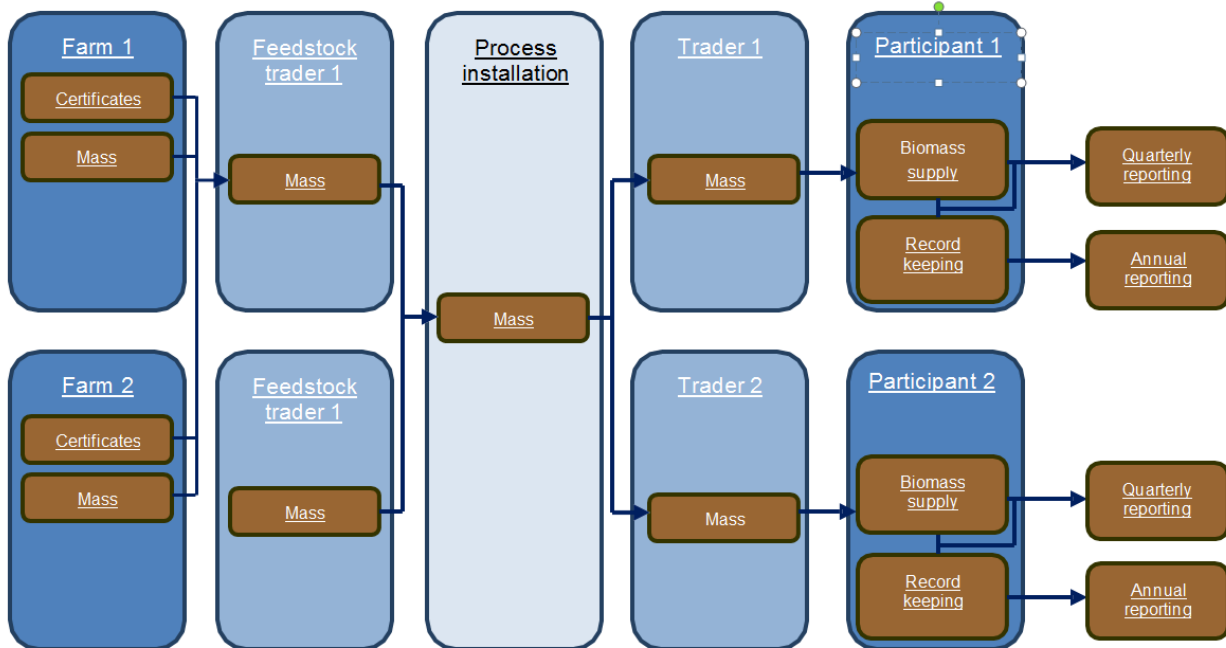 Farm 1
Certificates
Mass
Feedstock
trader 1
Mass
Process
installation
Mass
Trader 1
Mass
Participant 1
Biomass
supply
Record
keeping
Quarterly
reporting
Annual
reporting
Farm 2
Certificates
Mass
Feedstock
trader 1
Mass
Trader 2
Mass
Participant 2
Biomass
supply
Record
keeping
Quarterly
reporting
Annual
reporting